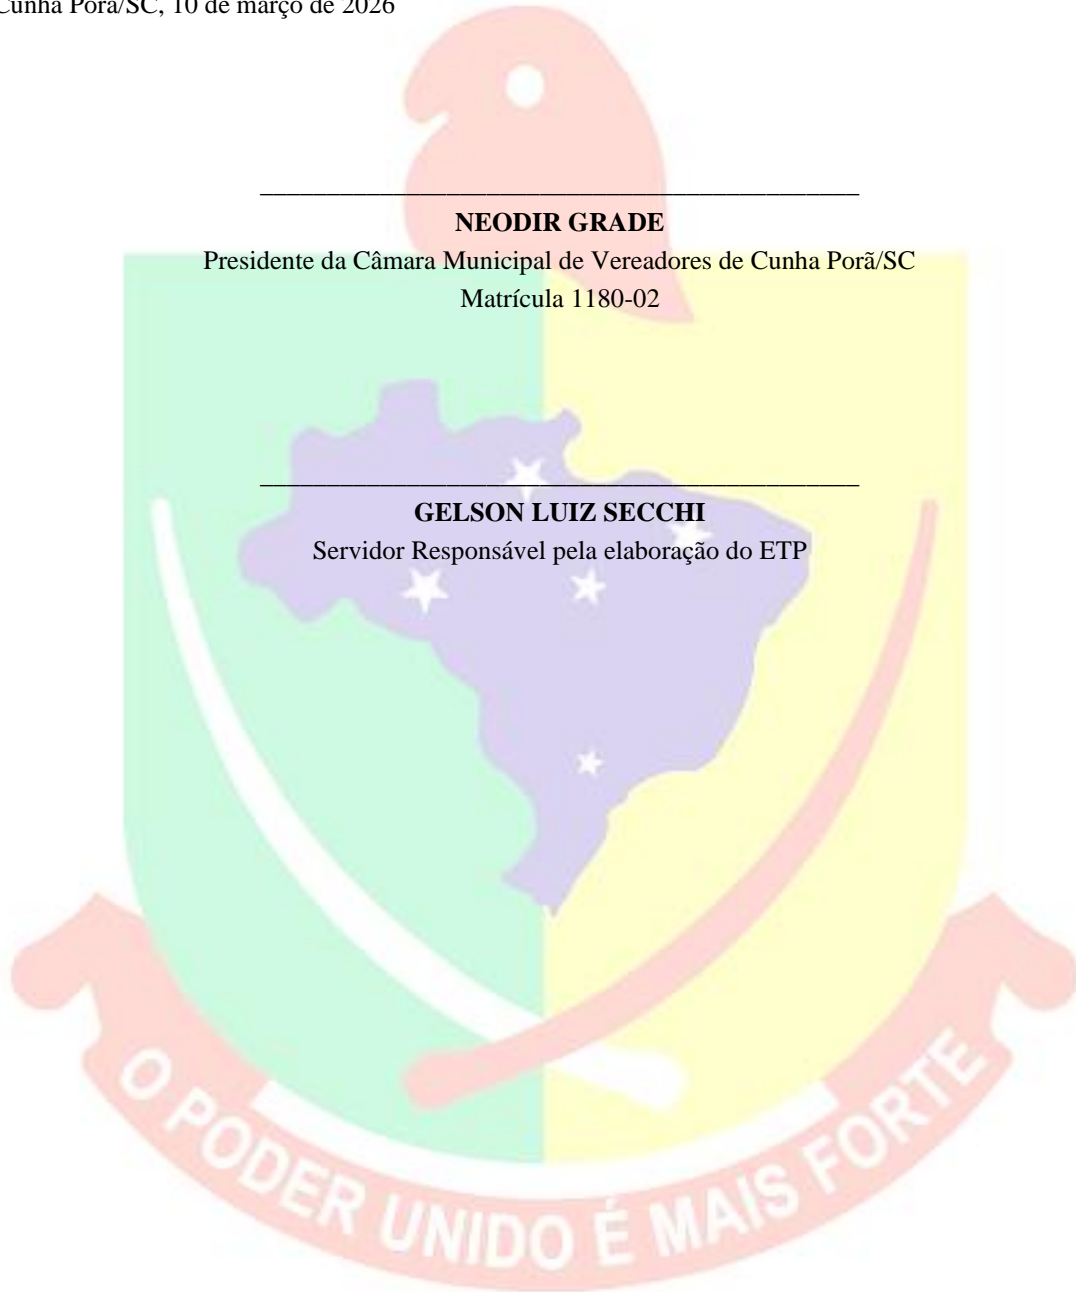 Cunha Porã/SC, 10 de março de 2026
NEODIR GRADE
Presidente da Câmara Municipal de Vereadores de Cunha Porã/SC
Matrícula 1180-02
GELSON LUIZ SECCHI
Servidor Responsável pela elaboração do ETP
O PODER UNIDO É MAIS FORTE